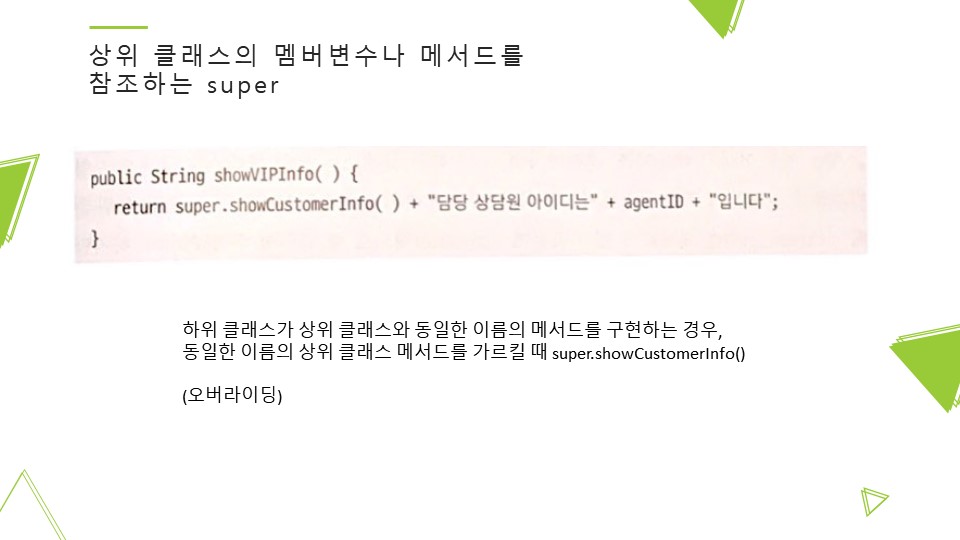 상위 클래스의 멤버변수나 메서드를
참조하는 super
public String showVIPInfo( ) {
return super.showCustomerInfo( ) + "담당 상담원 아이디는" + agentID + "입니다";
}
하위 클래스가 상위 클래스와 동일한 이름의 메서드를 구현하는 경우,
동일한 이름의 상위 클래스 메서드를 가르킬 때 super.showCustomerInfo()
(오버라이딩)